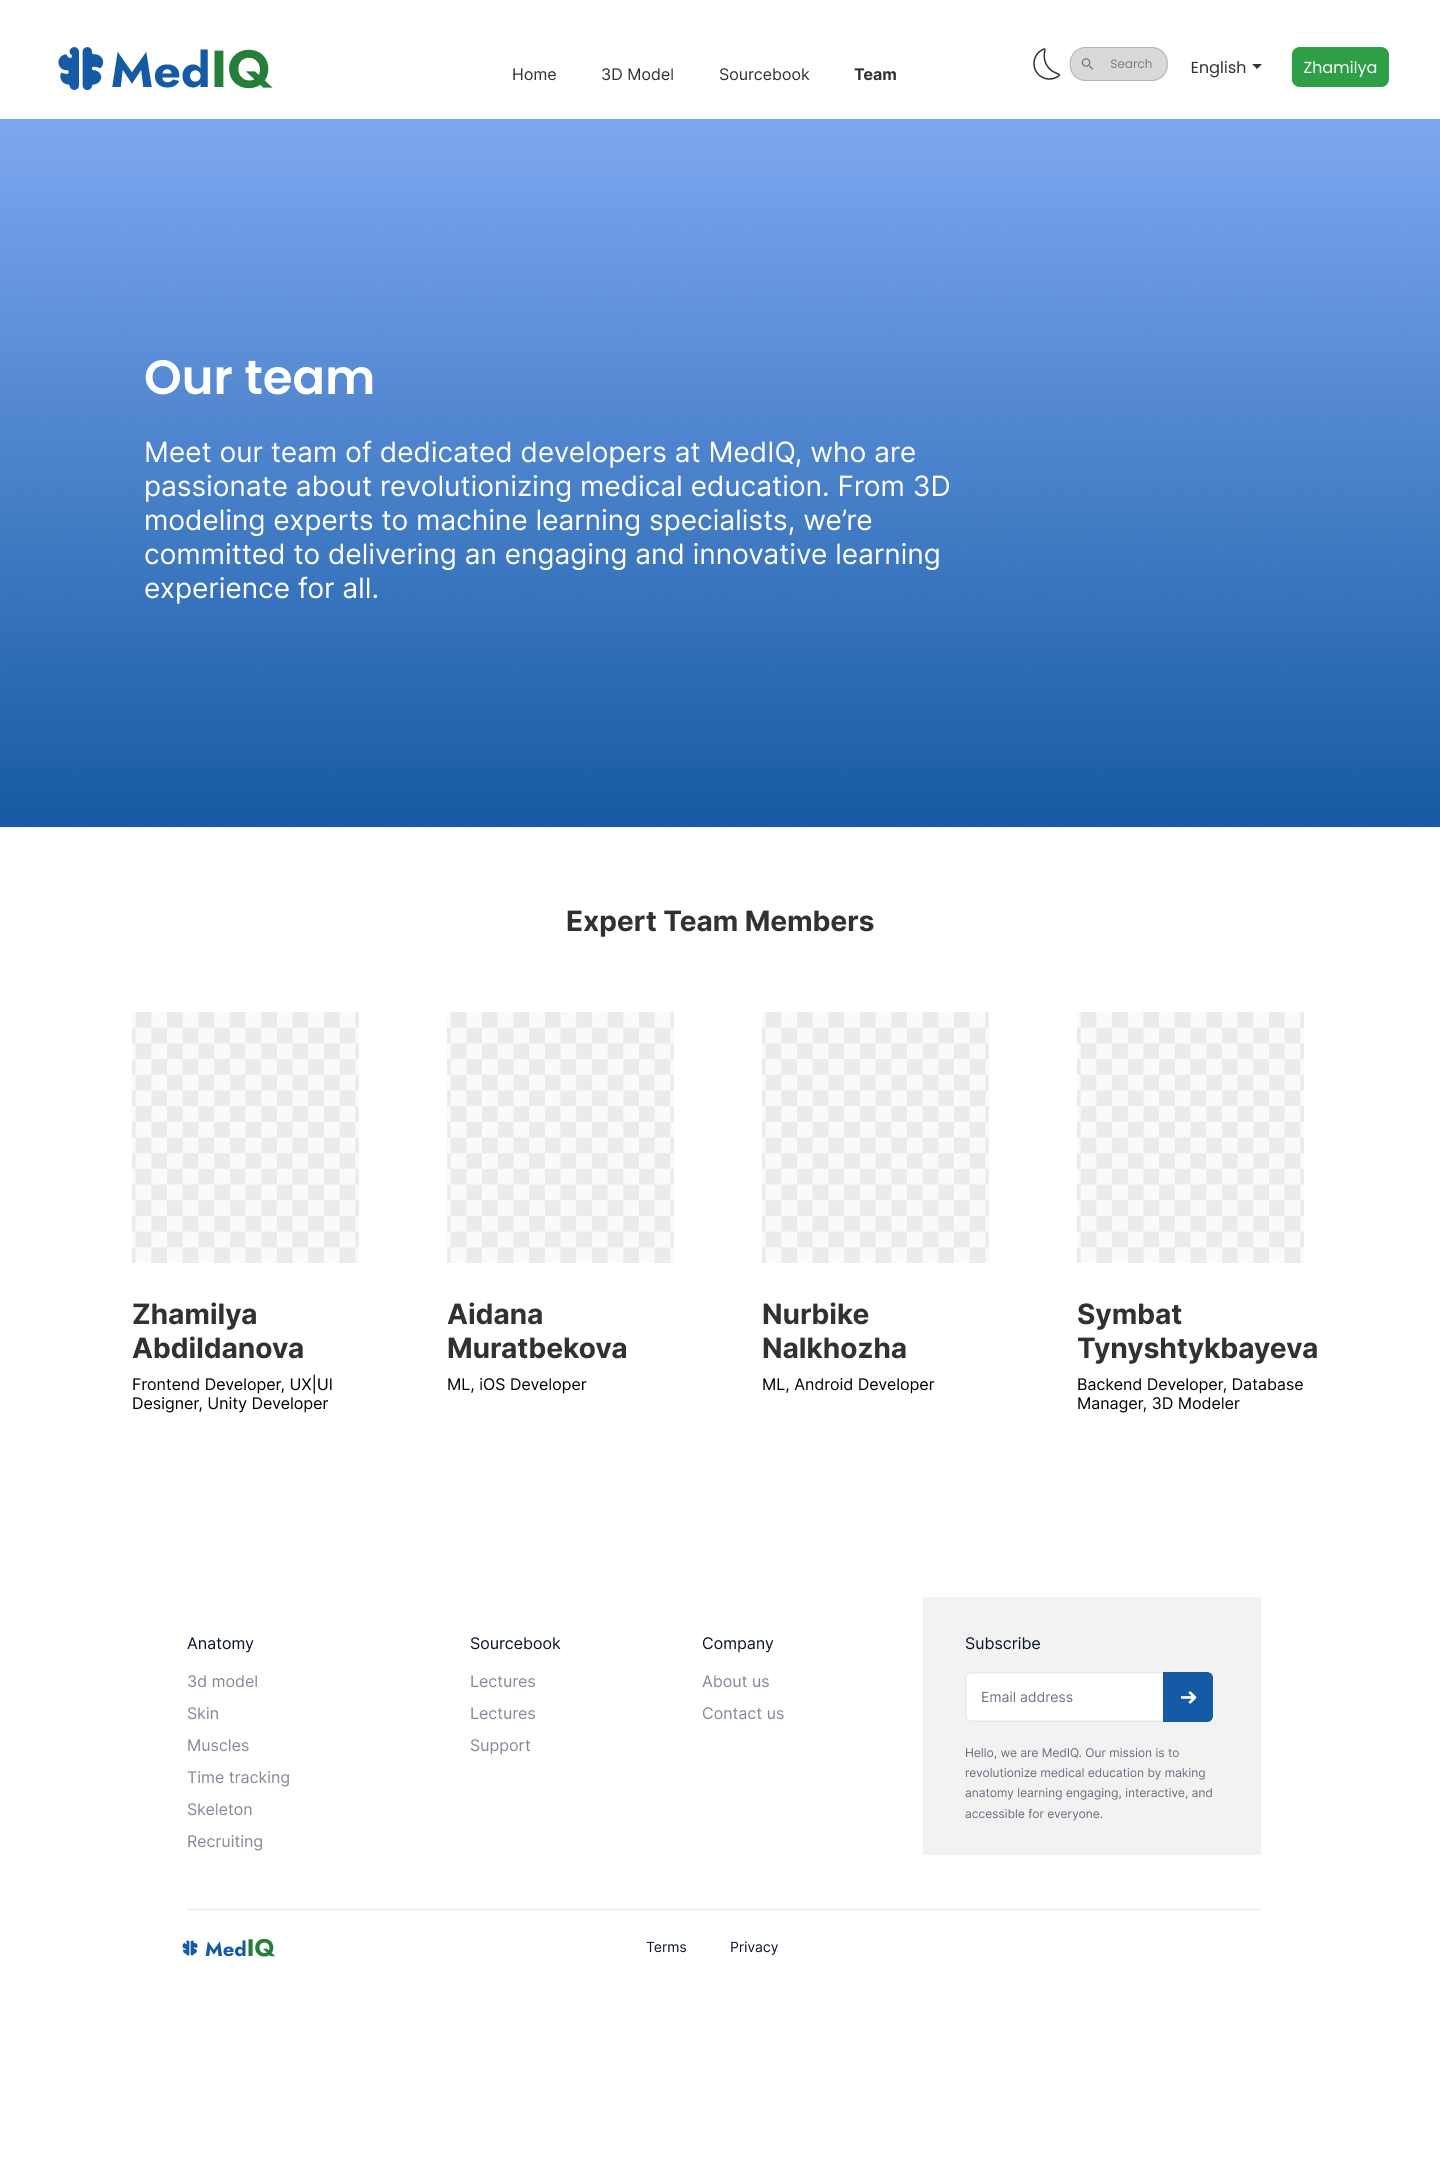 MedIQ
Home 3D Model Sourcebook Team
Search
English
Zhamilya
Our team
Meet our team of dedicated developers at MedIQ, who are
passionate about revolutionizing medical education. From 3D
modeling experts to machine learning specialists, we’re
committed to delivering an engaging and innovative learning
experience for all.
Expert Team Members
Zhamilya
Abdildanova
Frontend Developer, UX|UI
Designer, Unity Developer
Aidana
Muratbekova
ML, iOS Developer
Nurbike
Nalkhozha
ML, Android Developer
Symbat
Tynyshtykbayeva
Backend Developer, Database
Manager, 3D Modeler
Anatomy
3d model
Skin
Muscles
Time tracking
Skeleton
Recruiting
Sourcebook
Lectures
Lectures
Support
Company
About us
Contact us
Subscribe
Email address
Hello, we are MedIQ. Our mission is to
revolutionize medical education by making
anatomy learning engaging, interactive, and
accessible for everyone.
MedIQ
Terms Privacy